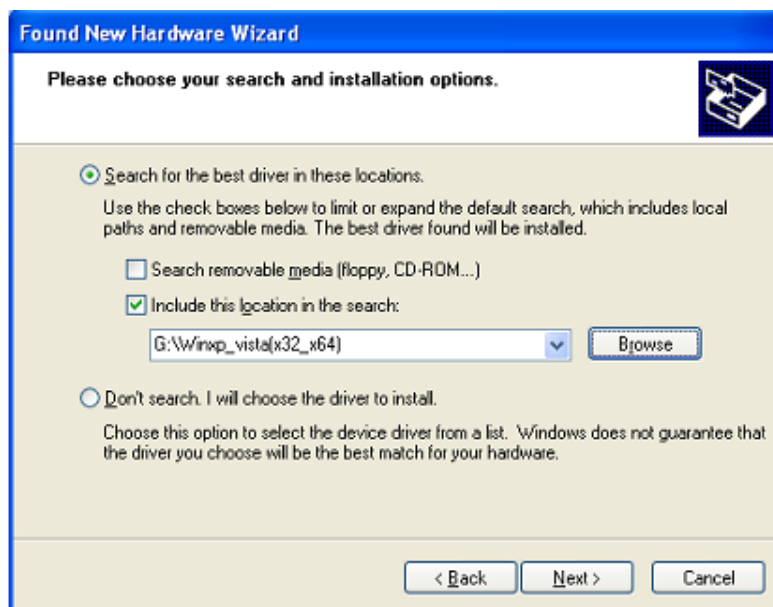 Found New Hardware Wizard
Please choose your search and installation options.
Search for the best driver in these locations.
Use the check boxes below to limit or expand the default search, which includes local
paths and removable media. The best driver found will be installed.
Search removable media (floppy, CD-ROM...)
Include this location in the search:
G:\Winxp_vista(x32_x64)
Browse
Don't search. I will choose the driver to install.
Choose this option to select the device driver from a list. Windows does not guarantee that
the driver you choose will be the best match for your hardware.
< Back
Next >
Cancel